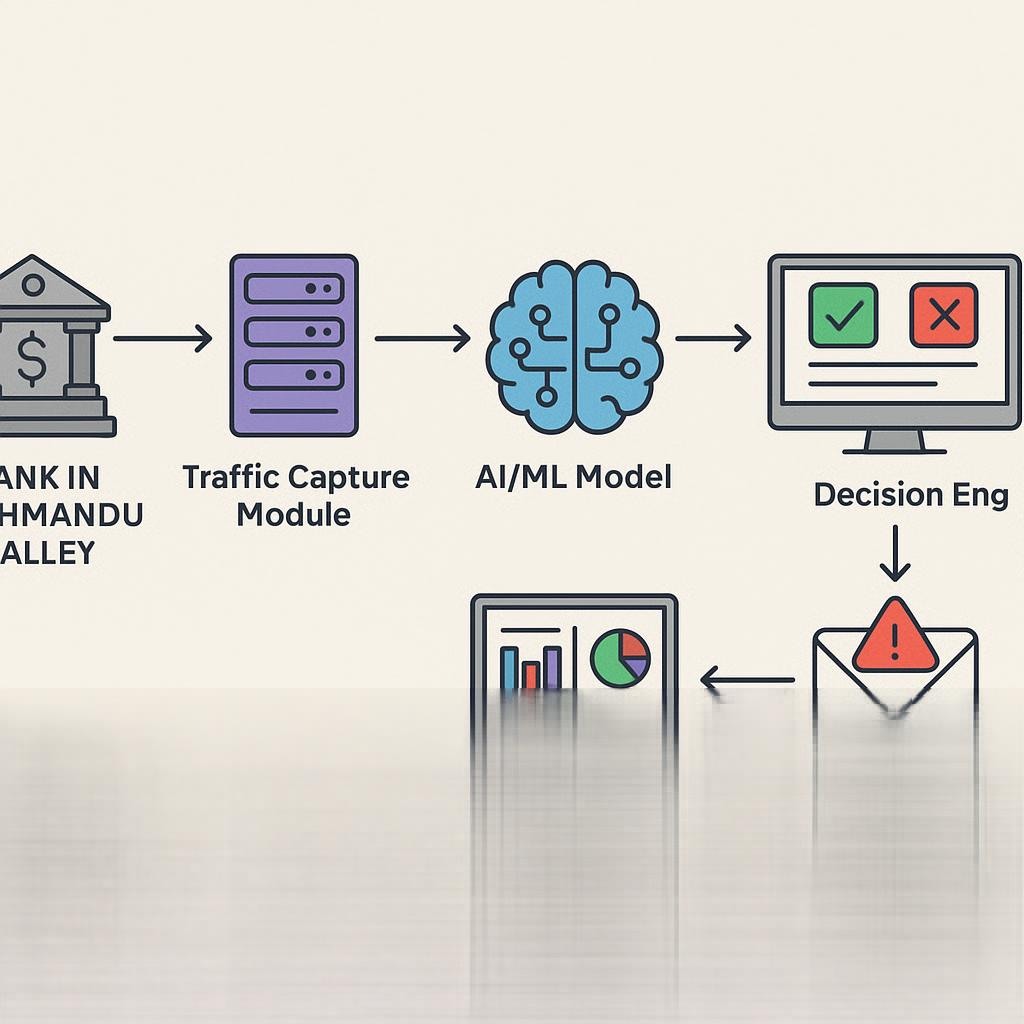 ANK IN
HMANDU
ALLEY
Traffic Capture
Module
AI/ML Model
Decision Eng
$